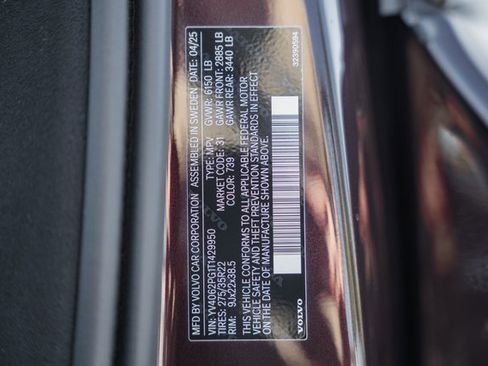 MFD BY VOLVO CAR CORPORATION ASSEMBLED IN SWEDEN DATE: 04/25
VIN: YV4062PG1T1429950 TYPE: MPV GVWR: 6150 LB
TIRES: 275/35R22 MARKET CODE: 31 GAWR FRONT: 2885 LB
RIM: 9Jx22x38.5 COLOR: 739 GAWR REAR: 3440 LB
THIS VEHICLE CONFORMS TO ALL APPLICABLE FEDERAL MOTOR
VEHICLE SAFETY AND THEFT PREVENTION STANDARDS IN EFFECT
ON THE DATE OF MANUFACTURE SHOWN ABOVE.
VOLVO 32390594